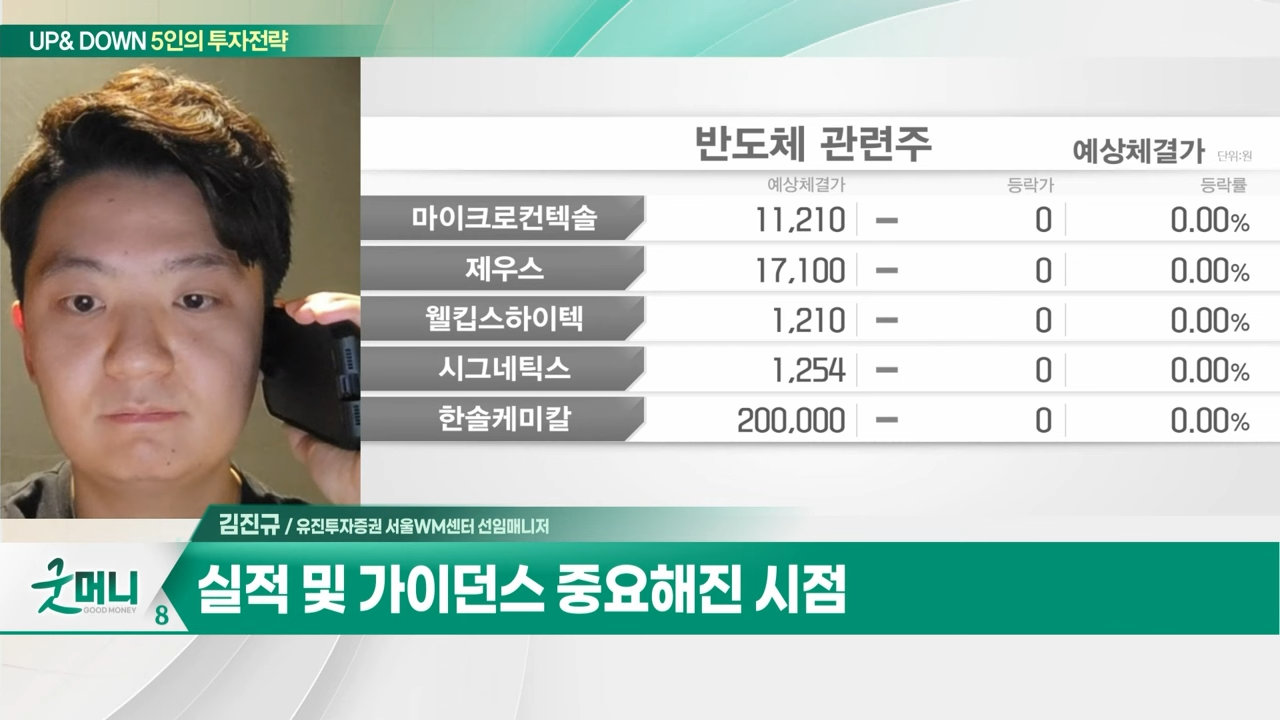 UP& DOWN 5인의 투자전략
반도체 관련주 예상체결가 단위:원
예상체결가 등락가 등락률
마이크로컨텍솔 11,210 – 0 0.00%
제우스 17,100 – 0 0.00%
웰킵스하이텍 1,210 – 0 0.00%
시그네틱스 1,254 – 0 0.00%
한솔케미칼 200,000 – 0 0.00%
김진규 / 유진투자증권 서울WM센터 선임매니저
굿머니 GOOD MONEY 8
실적 및 가이던스 중요해진 시점